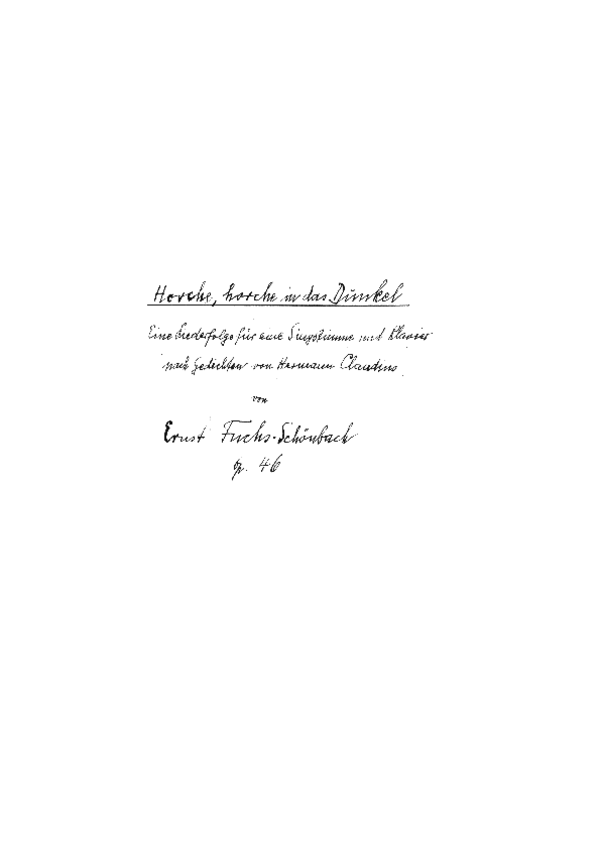 Horche, horche in das Dunkel
Eine Liederfolge für eine Singstimme und Klavier
nach Gedichten von Hermann Claudius
von
Ernst Fuchs-Schönbach
op. 46